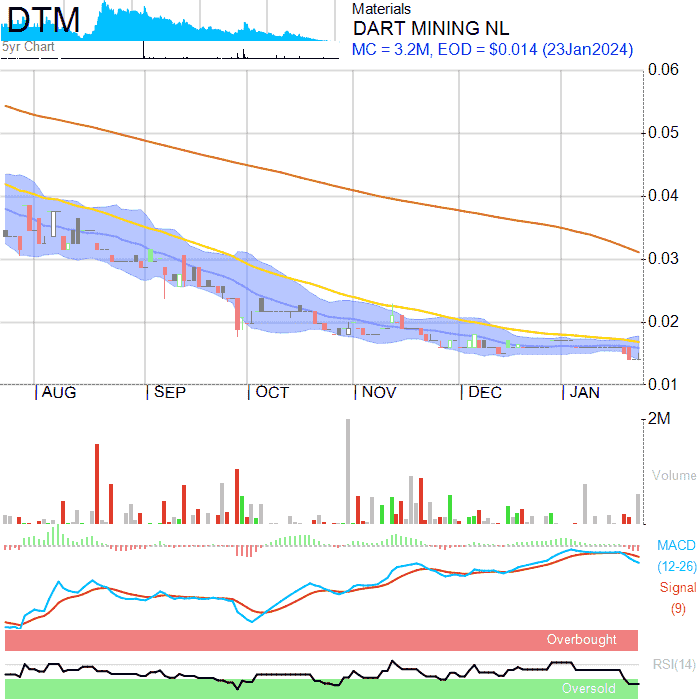 DTM
Materials
DART MINING NL
5yr Chart
MC = 3.2M, EOD = $0.014 (23Jan2024)
0.06
0.05
0.04
0.03
0.02
0.01
AUG SEP OCT NOV DEC JAN
2M
Volume
MACD
(12-26)
Signal
(9)
Overbought
RSI(14)
Oversold